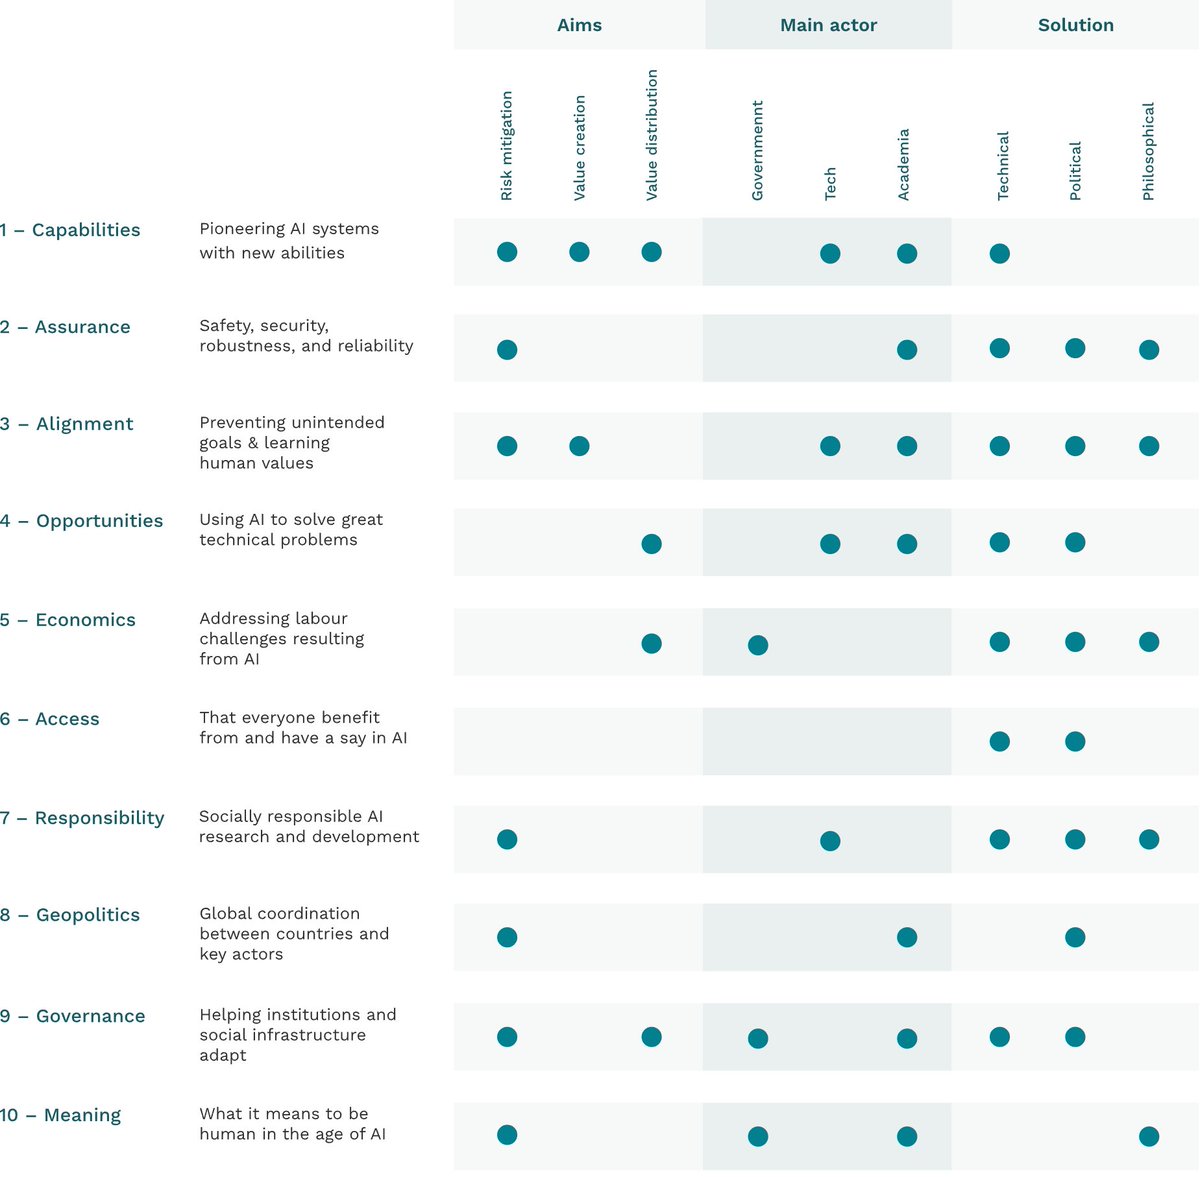 Aims
Main actor
Solution
Risk mitigation
Value creation
Value distribution
Governmennt
Tech
Academia
Technical
Political
Philosophical
1 – Capabilities
Pioneering AI systems
with new abilities
2 – Assurance
Safety, security,
robustness, and reliability
3 – Alignment
Preventing unintended
goals & learning
human values
4 – Opportunities
Using AI to solve great
technical problems
5 – Economics
Addressing labour
challenges resulting
from AI
6 – Access
That everyone benefit
from and have a say in AI
7 – Responsibility
Socially responsible AI
research and development
8 – Geopolitics
Global coordination
between countries and
key actors
9 – Governance
Helping institutions and
social infrastructure
adapt
10 – Meaning
What it means to be
human in the age of AI